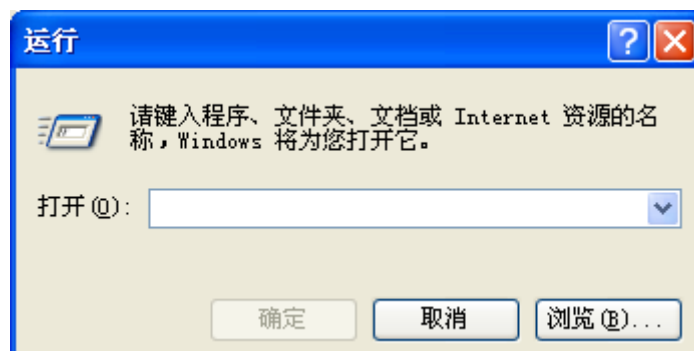 运行
请键入程序、文件夹、文档或 Internet 资源的名
称，Windows 将为您打开它。
打开(O):
确定
取消
浏览(B)...